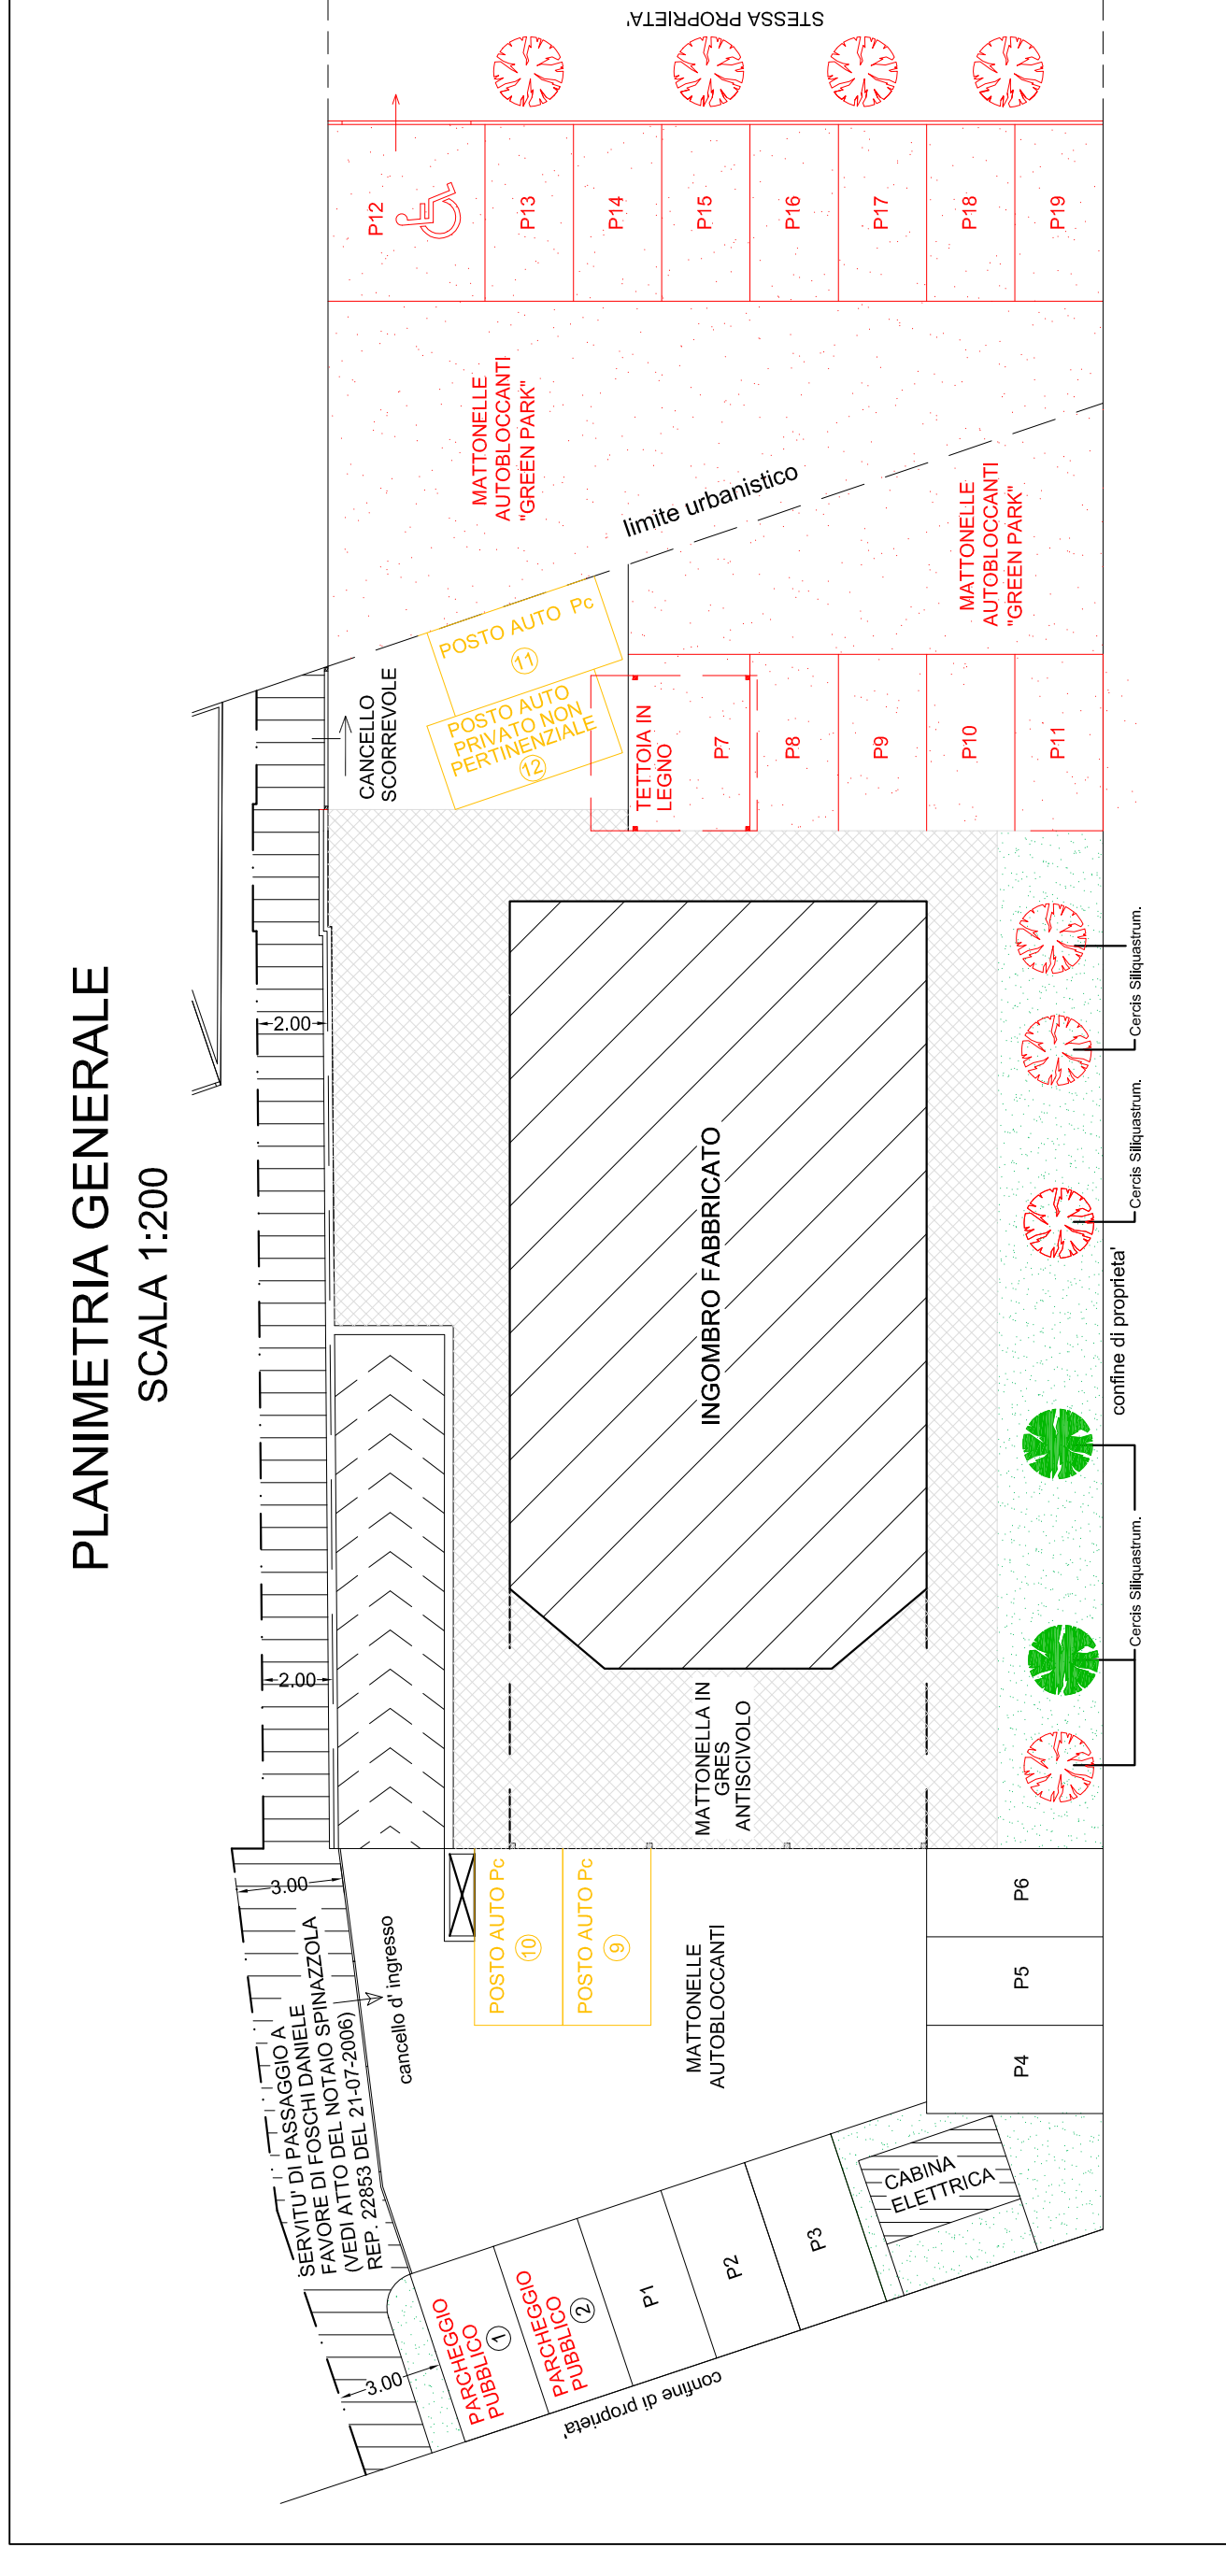 PLANIMETRIA GENERALE
SCALA 1:200
STESSA PROPRIETA'
P12
P13
P14
P15
P16
P17
P18
P19
MATTONELLE
AUTOBLOCCANTI
"GREEN PARK"
limite urbanistico
MATTONELLE
AUTOBLOCCANTI
"GREEN PARK"
POSTO AUTO Pc
11
POSTO AUTO
PRIVATO NON
PERTINENZIALE
12
CANCELLO
SCORREVOLE
TETTOIA IN
LEGNO
P7
P8
P9
P10
P11
2.00
INGOMBRO FABBRICATO
Cercis Siliquastrum.
Cercis Siliquastrum.
confine di proprieta'
Cercis Siliquastrum.
2.00
MATTONELLA IN
GRES
ANTISCIVOLO
3.00
SERVITU' DI PASSAGGIO A
FAVORE DI FOSCHI DANIELE
(VEDI ATTO DEL NOTAIO SPINAZZOLA
REP. 22853 DEL 21-07-2006)
cancello d' ingresso
POSTO AUTO Pc
10
POSTO AUTO Pc
9
MATTONELLE
AUTOBLOCCANTI
P6
P5
P4
CABINA
ELETTRICA
P3
P2
P1
PARCHEGGIO
PUBBLICO
2
PARCHEGGIO
PUBBLICO
1
3.00
confine di proprieta'